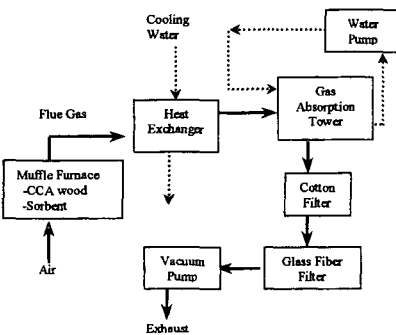 Cooling
Water
Water
Pump
Flue Gas
Heat
Exchanger
Gas
Absorption
Tower
Muffle Furnace
-CCA wood
-Sorbent
Cotton
Filter
Air
Vacuum
Pump
Glass Fiber
Filter
Exhaust